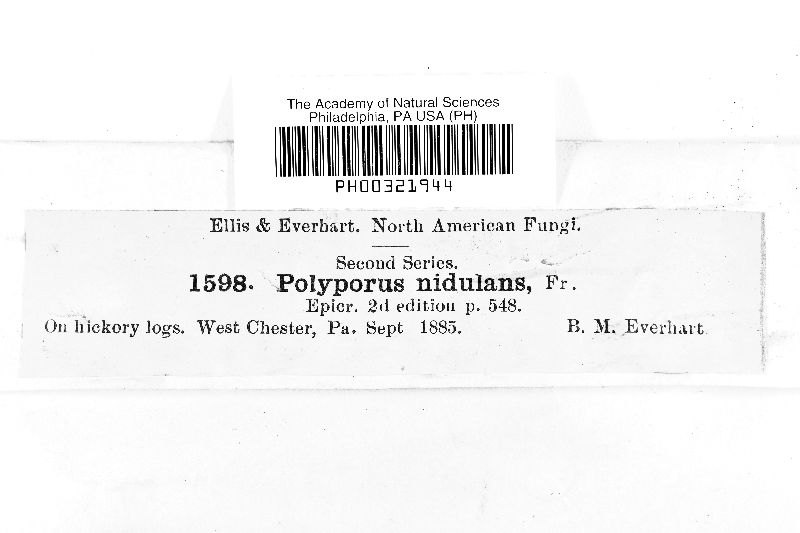 The Academy of Natural Sciences
Philadelphia, PA USA (PH)
PH00321944
Ellis & Everhart. North American Fungi.
Second Series.
1598. Polyporus nidulans, Fr.
Epicr. 2d edition p. 548.
On hickory logs. West Chester, Pa. Sept 1885. B. M. Everhart